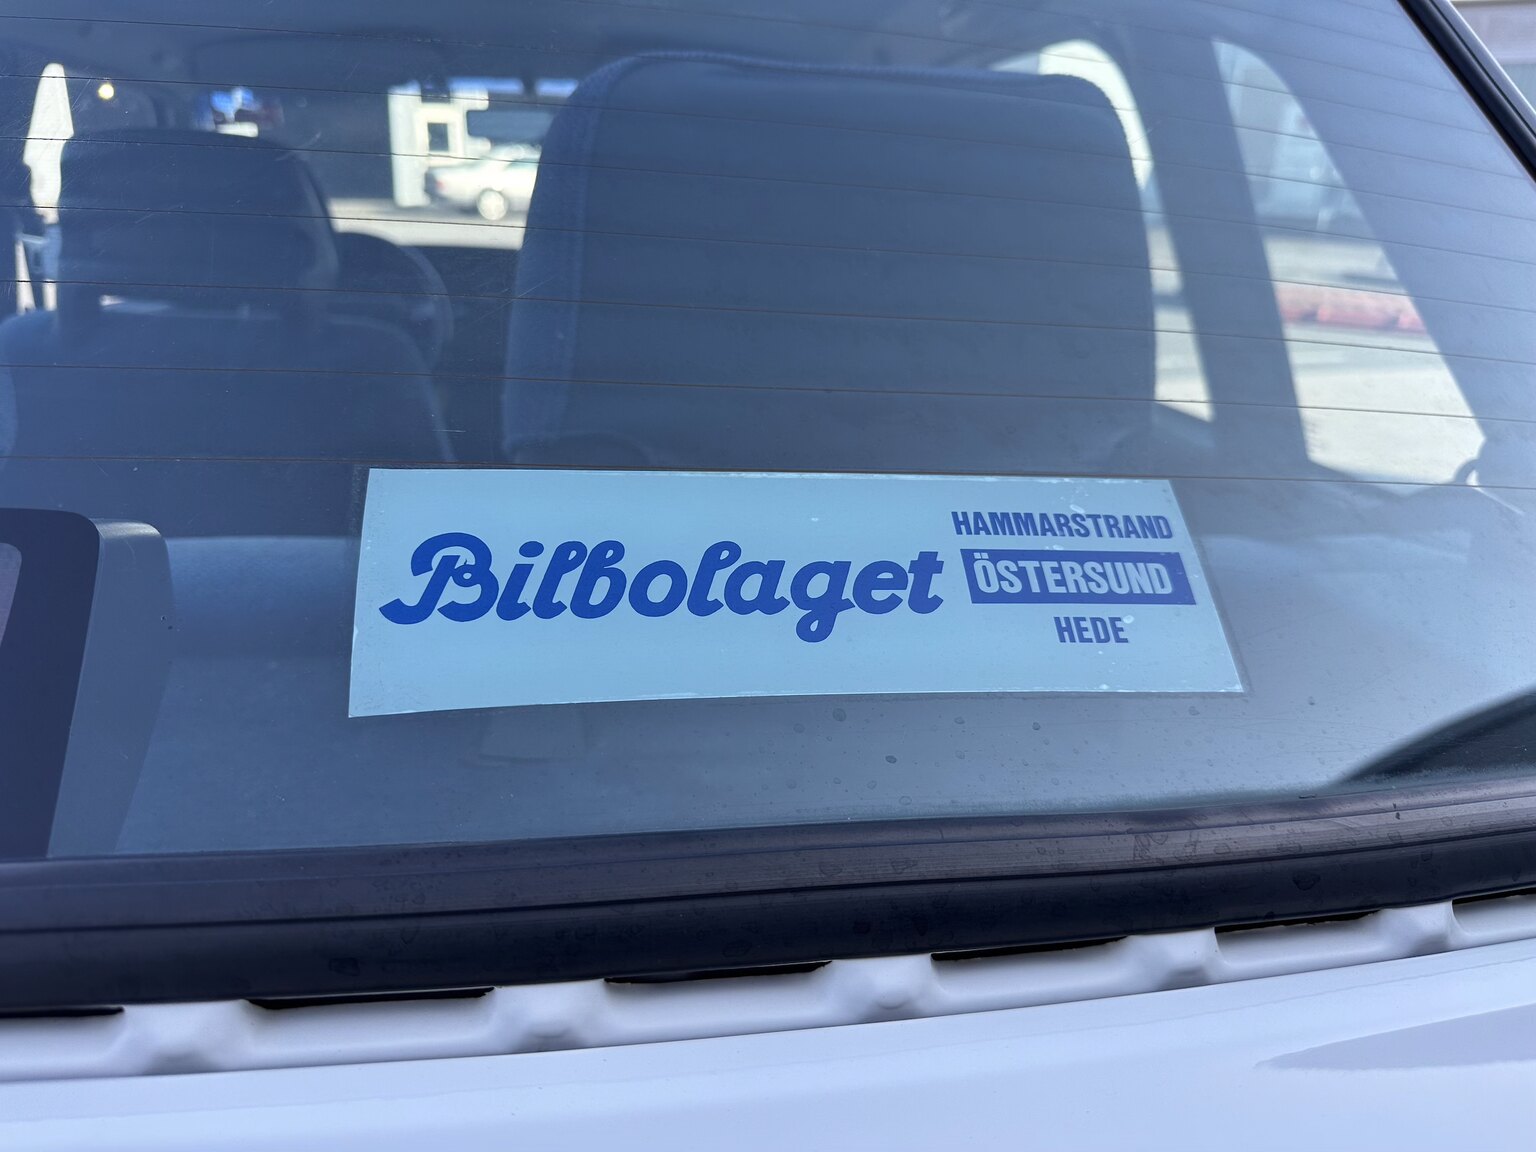 Bilbolaget
HAMMARSTRAND
ÖSTERSUND
HEDE